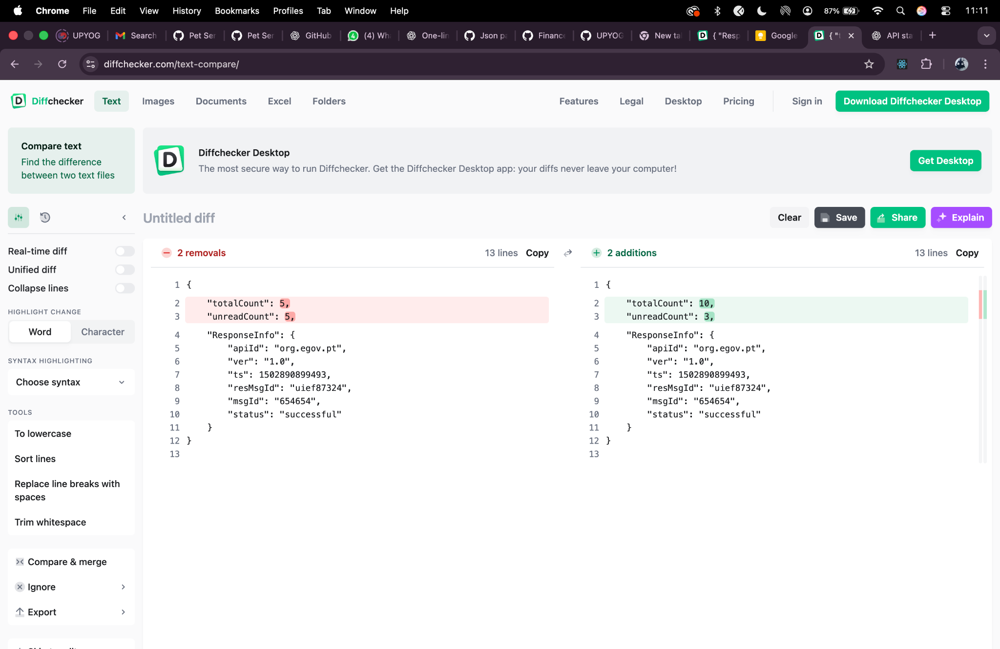 Chrome File Edit View History Bookmarks Profiles Tab Window Help 87% 11:11
UPYOG Search Pet Ser Pet Ser GitHub (4) Wha One-lin Json pa Finance UPYOG New tab { "Resp Google { "t API sta
diffchecker.com/text-compare/
D Diffchecker Text Images Documents Excel Folders Features Legal Desktop Pricing Sign in Download Diffchecker Desktop
Compare text
Find the difference
between two text files
D
Diffchecker Desktop
The most secure way to run Diffchecker. Get the Diffchecker Desktop app: your diffs never leave your computer!
Get Desktop
Untitled diff
Clear Save Share Explain
Real-time diff
Unified diff
Collapse lines
HIGHLIGHT CHANGE
Word Character
SYNTAX HIGHLIGHTING
Choose syntax
TOOLS
To lowercase
Sort lines
Replace line breaks with
spaces
Trim whitespace
Compare & merge
Ignore
Export
2 removals 13 lines Copy
1 {
2 "totalCount": 5,
3 "unreadCount": 5,
4 "ResponseInfo": {
5 "apiId": "org.egov.pt",
6 "ver": "1.0",
7 "ts": 1502890899493,
8 "resMsgId": "uief87324",
9 "msgId": "654654",
10 "status": "successful"
11 }
12 }
13
2 additions 13 lines Copy
1 {
2 "totalCount": 10,
3 "unreadCount": 3,
4 "ResponseInfo": {
5 "apiId": "org.egov.pt",
6 "ver": "1.0",
7 "ts": 1502890899493,
8 "resMsgId": "uief87324",
9 "msgId": "654654",
10 "status": "successful"
11 }
12 }
13